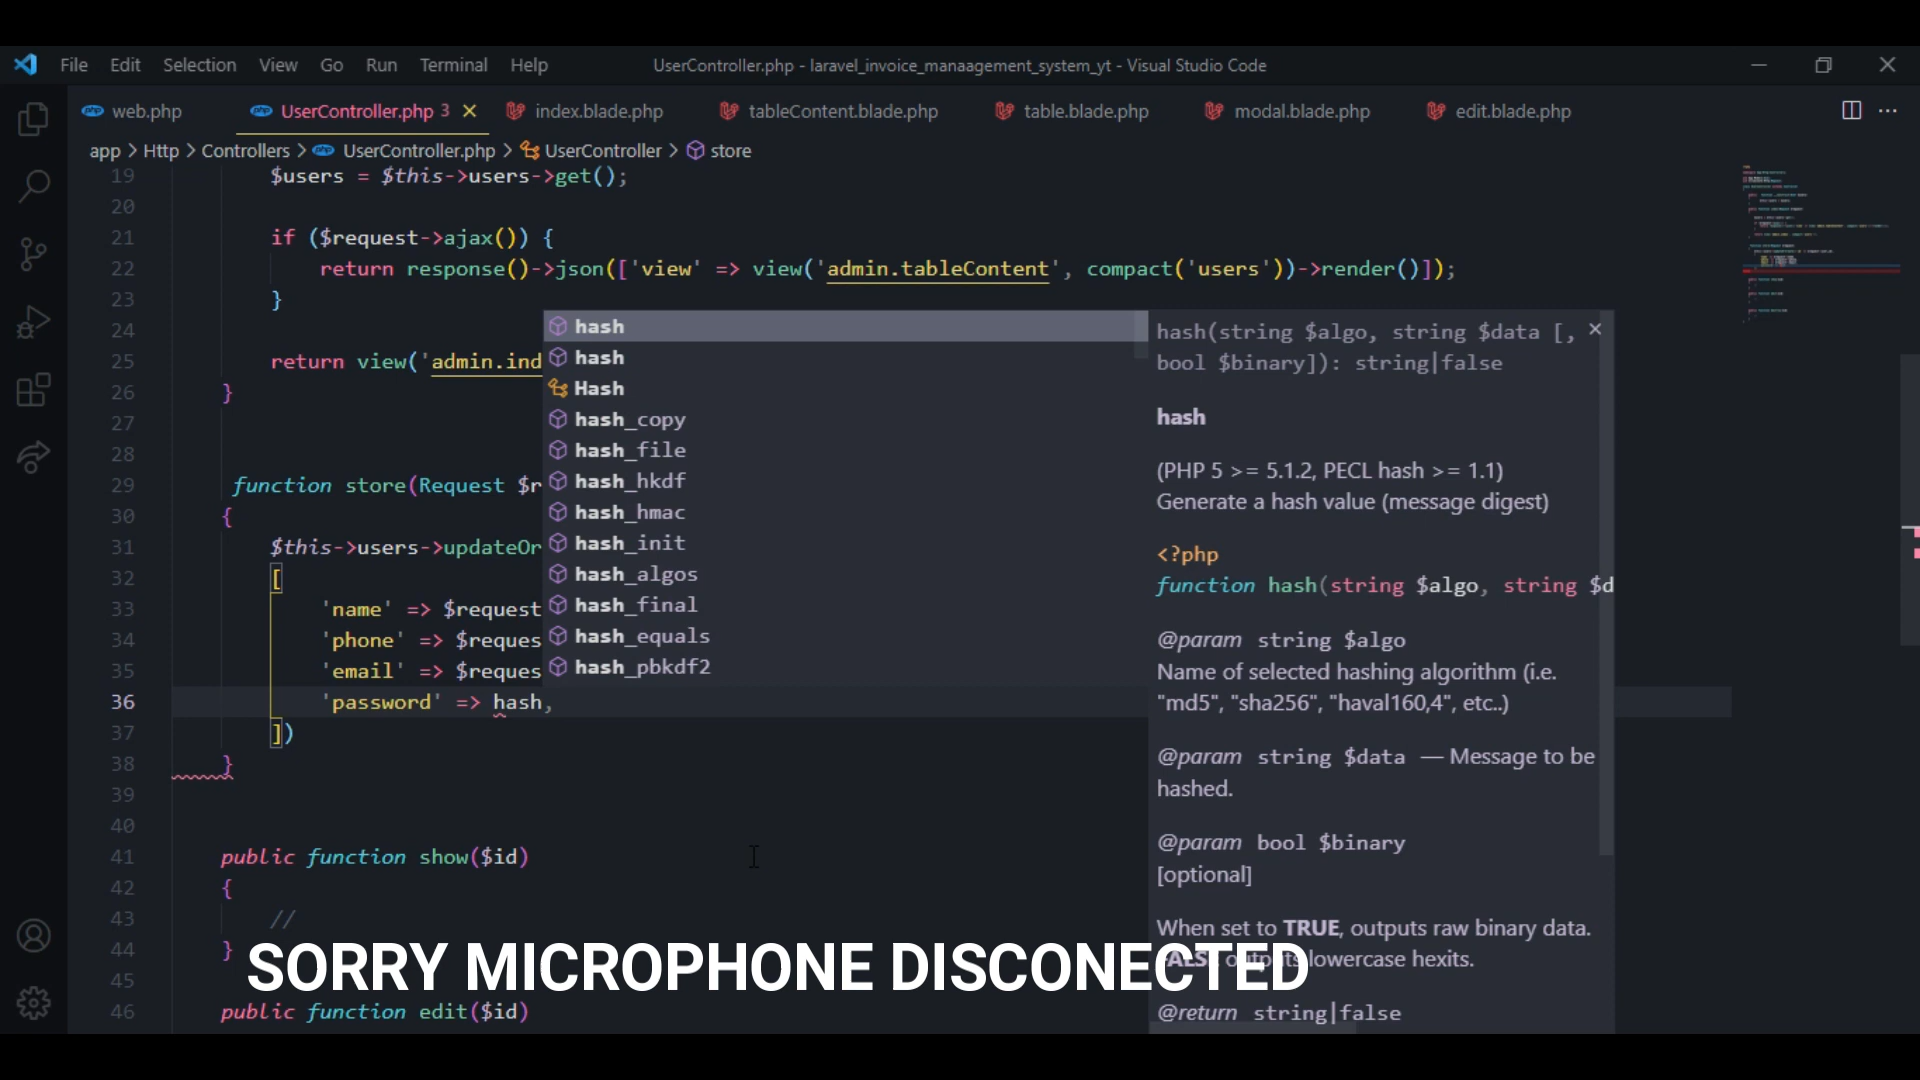 File Edit Selection View Go Run Terminal Help UserController.php - laravel_invoice_manaagement_system_yt - Visual Studio Code
web.php UserController.php 3 index.blade.php tableContent.blade.php table.blade.php modal.blade.php edit.blade.php
app > Http > Controllers > UserController.php > UserController > store
19 $users = $this->users->get();
20
21 if ($request->ajax()) {
22 return response()->json(['view' => view('admin.tableContent', compact('users'))->render()]);
23 }
24
25 return view('admin.ind
26 }
27
28
29 function store(Request $r
30 {
31 $this->users->updateOr
32 [
33 'name' => $request
34 'phone' => $reques
35 'email' => $reques
36 'password' => hash,
37 ])
38 }
39
40
41 public function show($id)
42 {
43 //
44 }
45
46 public function edit($id)
hash
hash
Hash
hash_copy
hash_file
hash_hkdf
hash_hmac
hash_init
hash_algos
hash_final
hash_equals
hash_pbkdf2
hash(string $algo, string $data [,
bool $binary]): string|false
hash
(PHP 5 >= 5.1.2, PECL hash >= 1.1)
Generate a hash value (message digest)
<?php
function hash(string $algo, string $d
@param string $algo
Name of selected hashing algorithm (i.e.
"md5", "sha256", "haval160,4", etc..)
@param string $data — Message to be
hashed.
@param bool $binary
[optional]
When set to TRUE, outputs raw binary data.
lowercase hexits.
@return string|false
SORRY MICROPHONE DISCONECTED